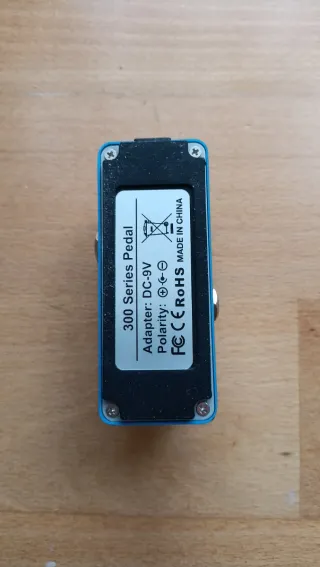 300 Series Pedal
Adapter: DC-9V
Polarity:
FC CE RoHS MADE IN CHINA